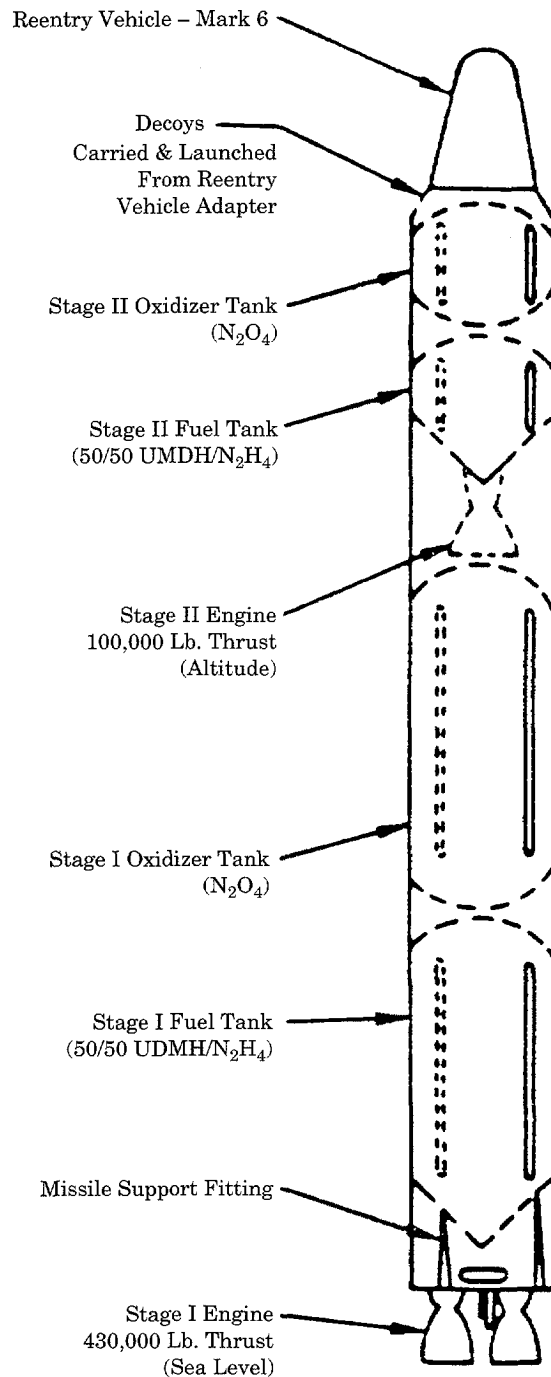 Reentry Vehicle – Mark 6
Decoys
Carried & Launched
From Reentry
Vehicle Adapter
Stage II Oxidizer Tank
(N₂O₄)
Stage II Fuel Tank
(50/50 UMDH/N₂H₄)
Stage II Engine
100,000 Lb. Thrust
(Altitude)
Stage I Oxidizer Tank
(N₂O₄)
Stage I Fuel Tank
(50/50 UDMH/N₂H₄)
Missile Support Fitting
Stage I Engine
430,000 Lb. Thrust
(Sea Level)